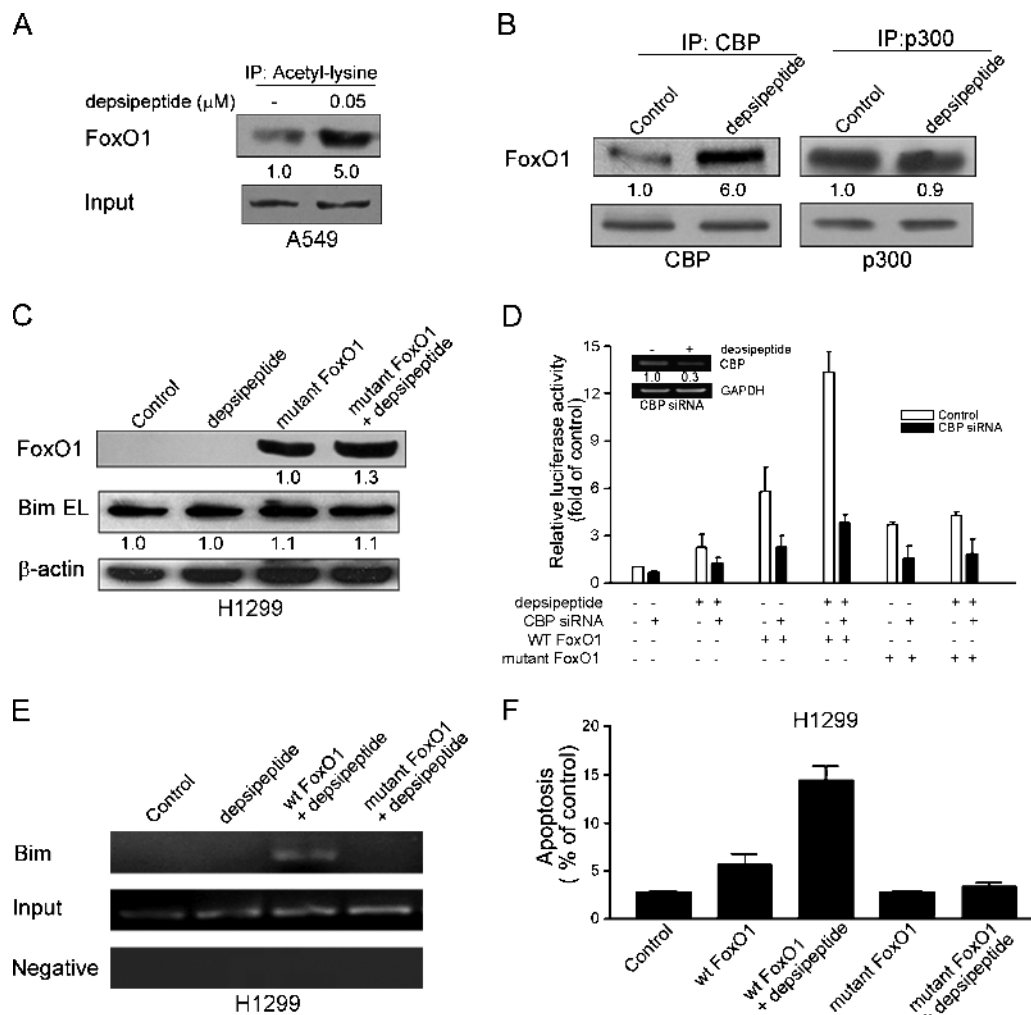 A
IP: Acetyl-lysine
depsipeptide (μM) - 0.05
FoxO1
1.0 5.0
Input
A549
B
IP: CBP IP:p300
Control depsipeptide Control depsipeptide
FoxO1
1.0 6.0 1.0 0.9
CBP p300
C
Control depsipeptide mutant FoxO1 mutant FoxO1 + depsipeptide
FoxO1
1.0 1.3
Bim EL
1.0 1.0 1.1 1.1
β-actin
H1299
D
Relative luciferase activity
(fold of control)
15
12
9
6
3
0
- + depsipeptide
CBP
1.0 0.3
GAPDH
CBP siRNA
Control
CBP siRNA
depsipeptide - - + + - - + + - - + +
CBP siRNA - + - + - + - + - + - +
WT FoxO1 - - - - + + + + - - - -
mutant FoxO1 - - - - - - - - + + + +
E
Control depsipeptide wt FoxO1 + depsipeptide mutant FoxO1 + depsipeptide
Bim
Input
Negative
H1299
F
H1299
Apoptosis
( % of control)
20
15
10
5
0
Control
wt FoxO1
wt FoxO1
+ depsipeptide
mutant FoxO1
mutant FoxO1
depsipeptide